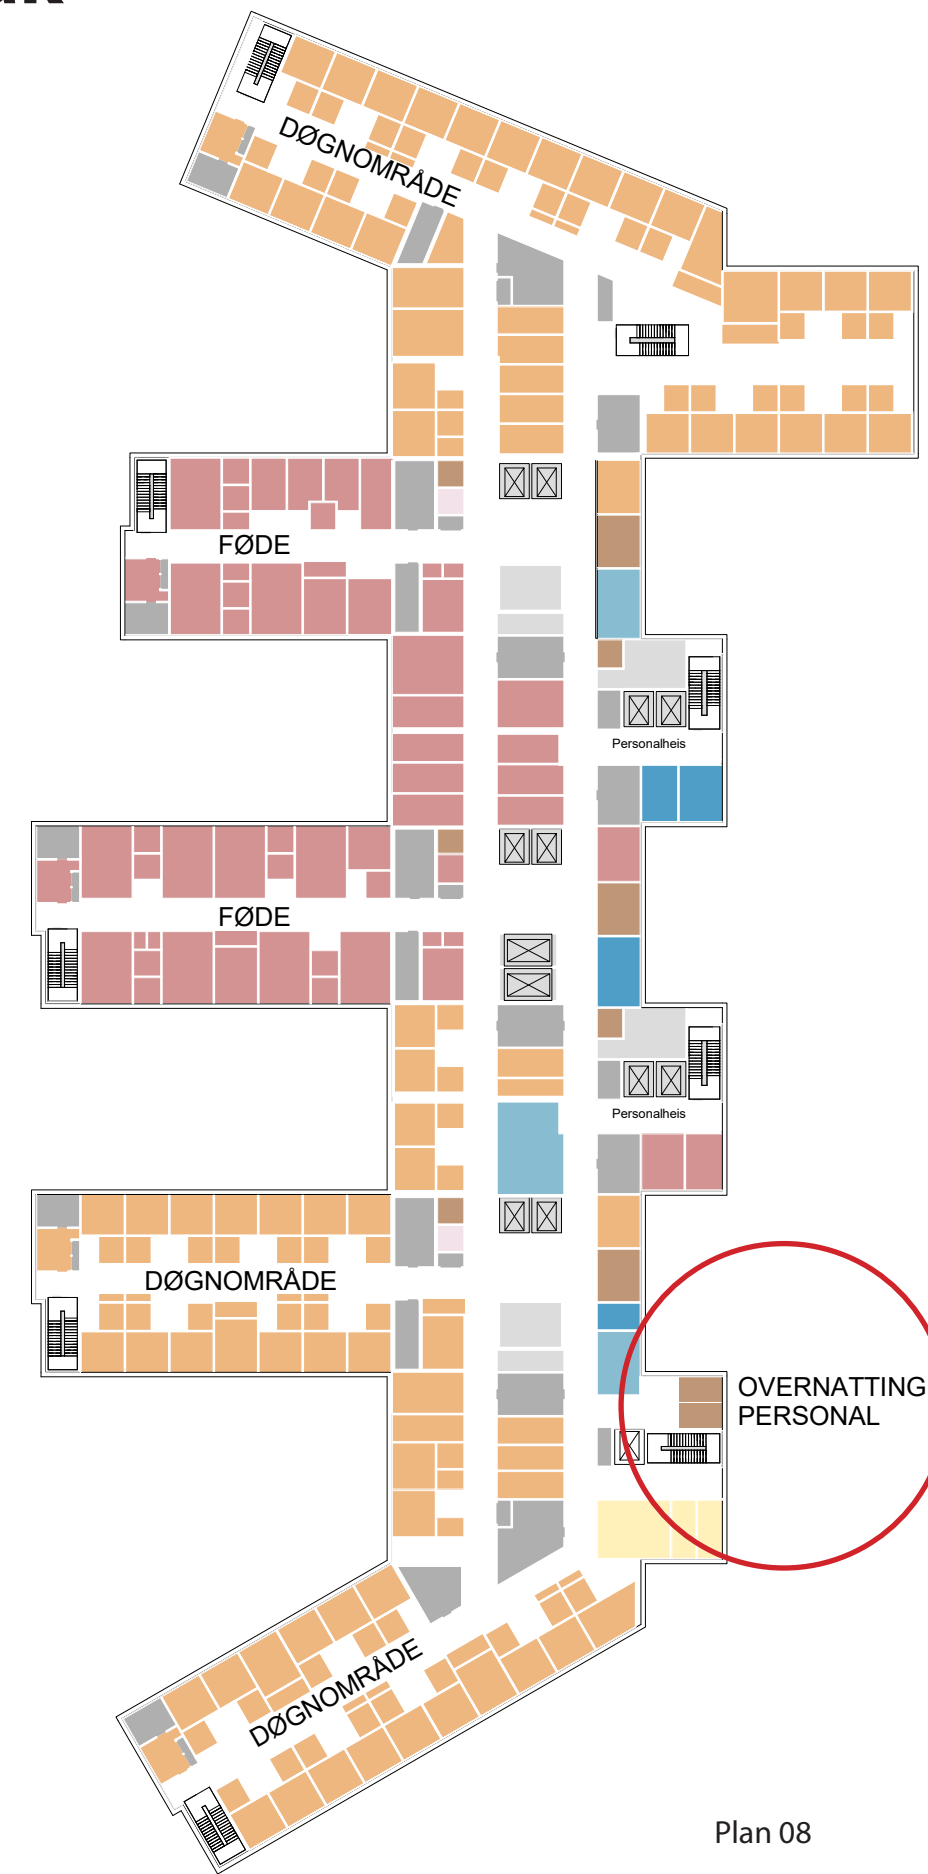 DØGNOMRÅDE
FØDE
Personalheis
FØDE
Personalheis
DØGNOMRÅDE
OVERNATTING
PERSONAL
DØGNOMRÅDE
Plan 08